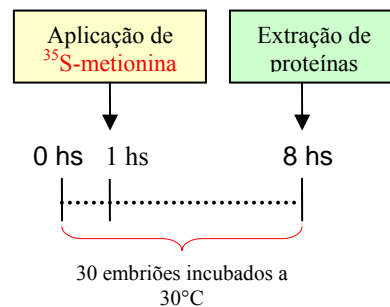 Aplicação de
³⁵S-metionina
Extração de
proteínas
0 hs 1 hs 8 hs
30 embriões incubados a
30°C